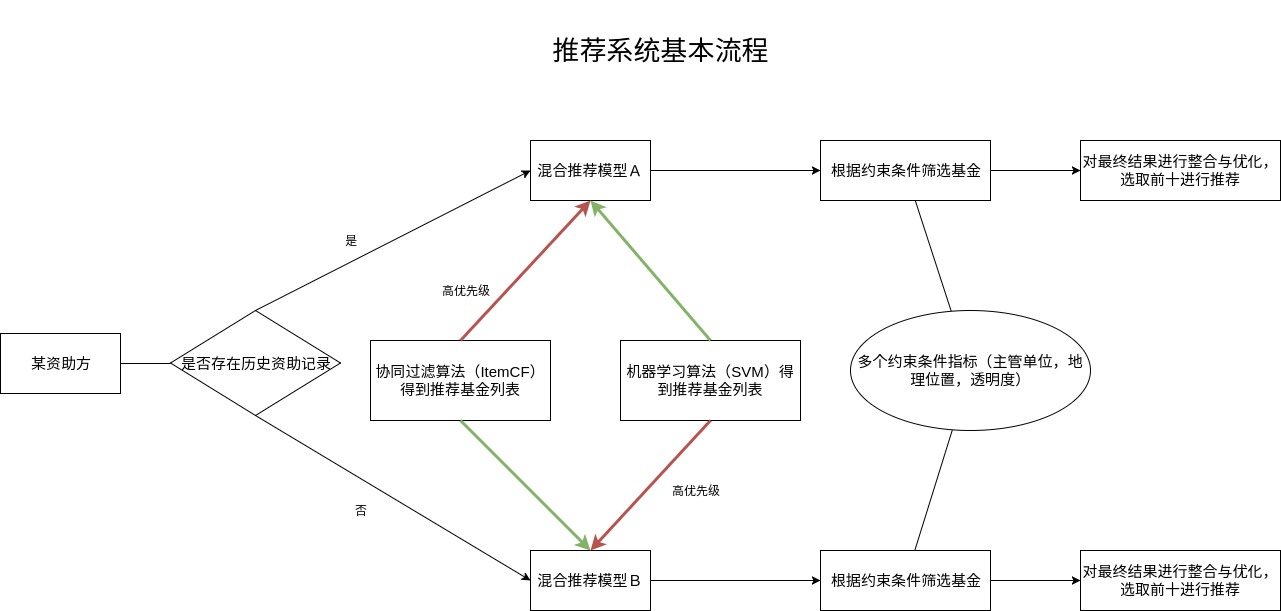 推荐系统基本流程
混合推荐模型A
根据约束条件筛选基金
对最终结果进行整合与优化，
选取前十进行推荐
是
高优先级
某资助方
是否存在历史资助记录
协同过滤算法（ItemCF）
得到推荐基金列表
机器学习算法（SVM）得
到推荐基金列表
多个约束条件指标（主管单位，地
理位置，透明度）
高优先级
否
混合推荐模型B
根据约束条件筛选基金
对最终结果进行整合与优化，
选取前十进行推荐